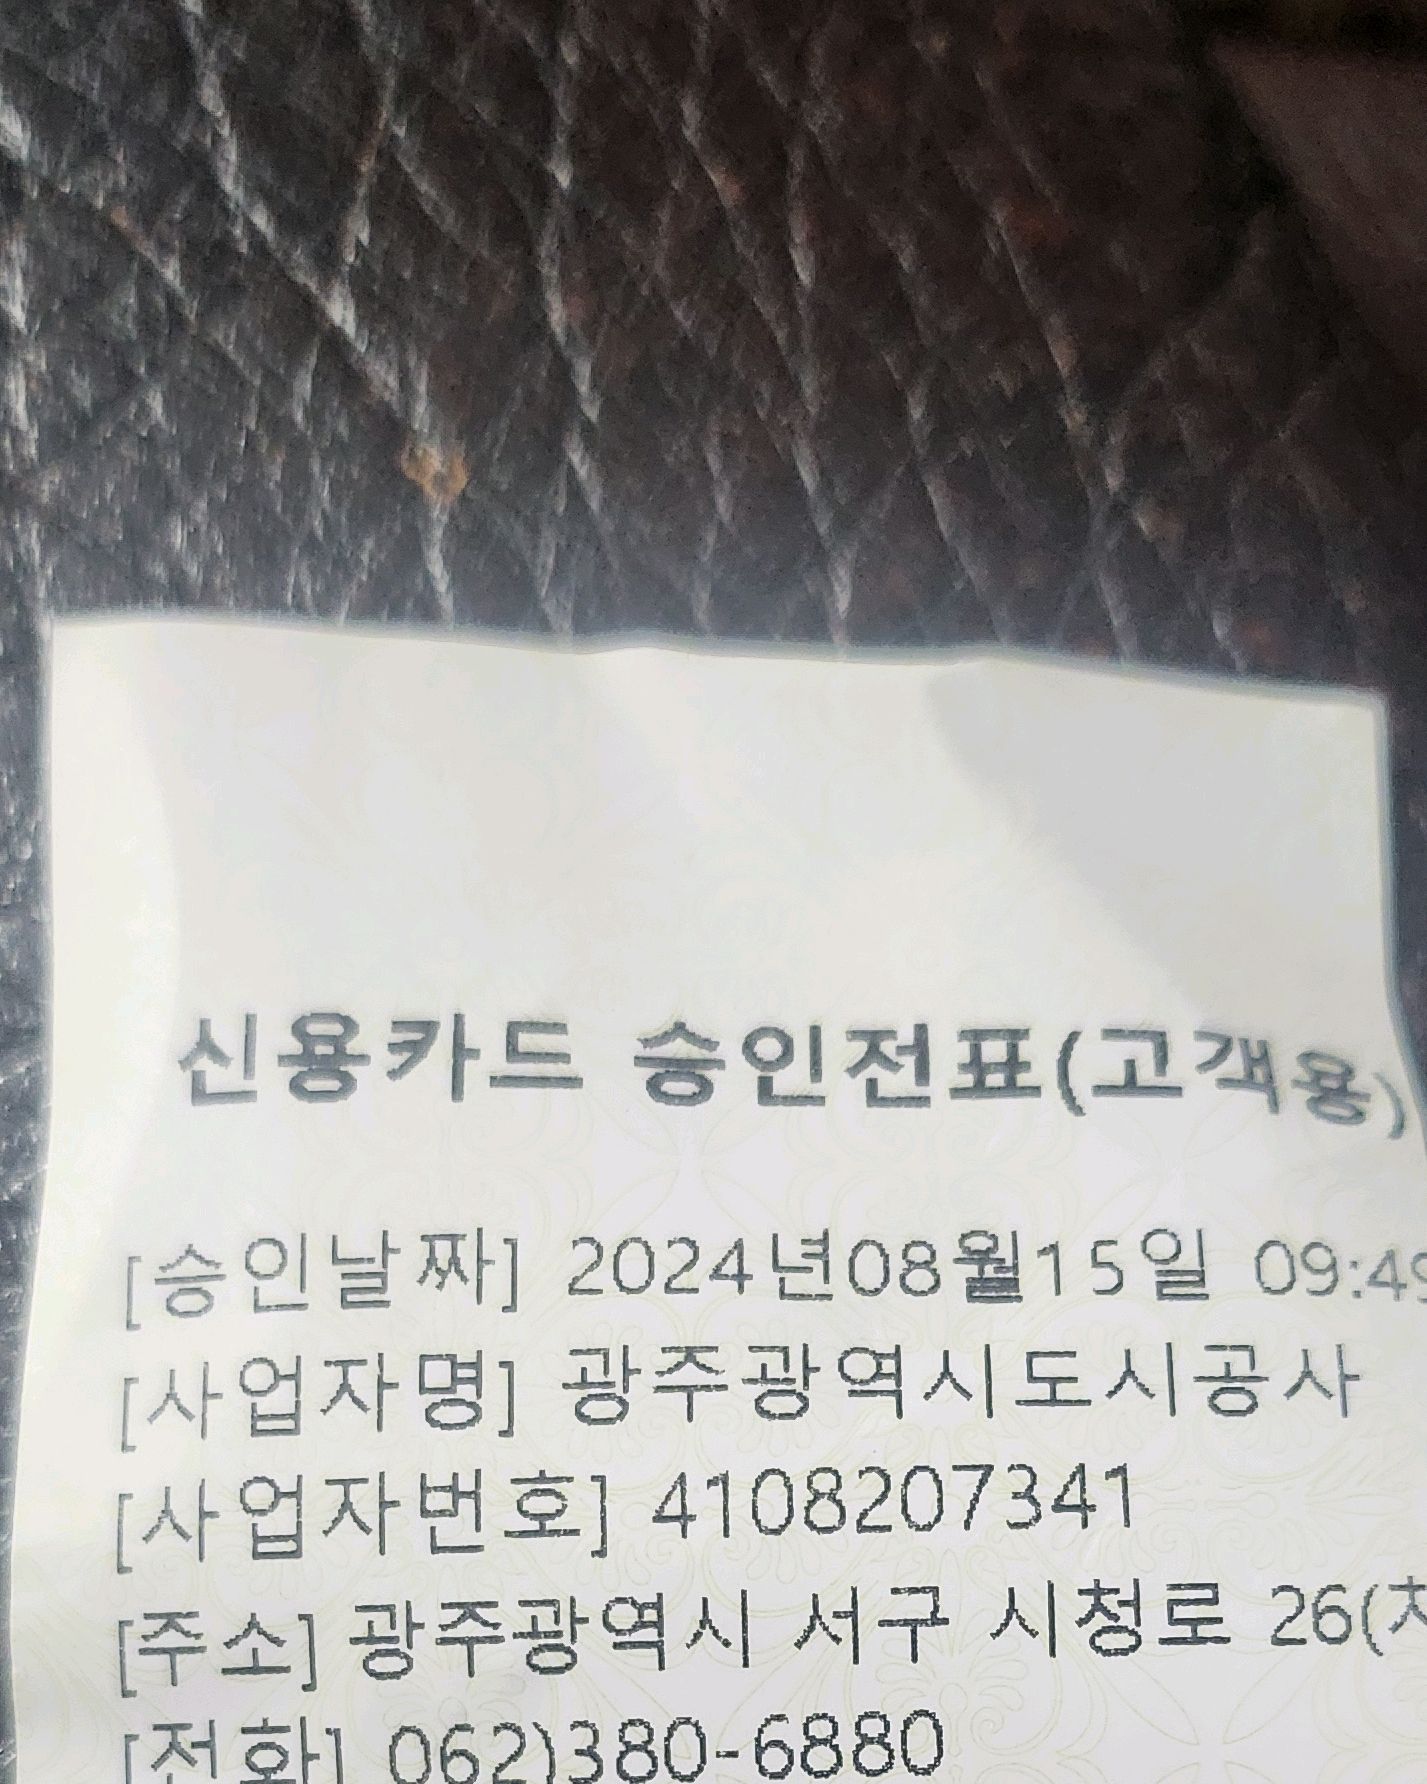 신용카드 승인전표(고객용)
[승인날짜] 2024년08월15일 09:49
[사업자명] 광주광역시도시공사
[사업자번호] 4108207341
[주소] 광주광역시 서구 시청로 26(
[전화] 062)380-6880